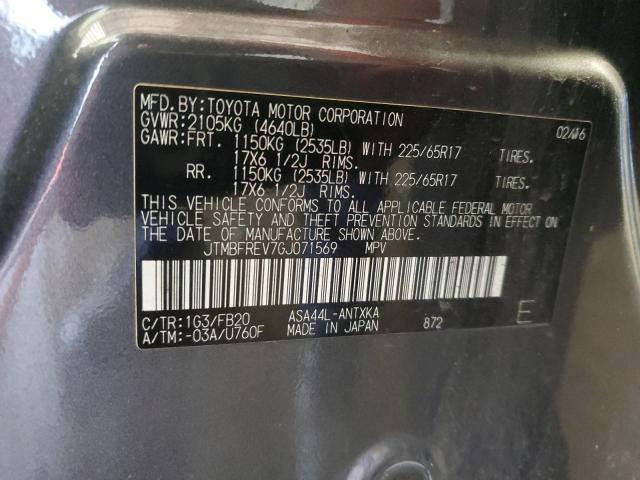 MFD.BY:TOYOTA MOTOR CORPORATION 02/16
GVWR:2105KG (4640LB)
GAWR:FRT. 1150KG (2535LB) WITH 225/65R17 TIRES.
17X6 1/2J RIMS.
RR. 1150KG (2535LB) WITH 225/65R17 TIRES.
17X6 1/2J RIMS.
THIS VEHICLE CONFORMS TO ALL APPLICABLE FEDERAL MOTOR
VEHICLE SAFETY AND THEFT PREVENTION STANDARDS IN EFFECT ON
THE DATE OF MANUFACTURE SHOWN ABOVE.
JTMBFREV7GJ071569 MPV
C/TR:1G3/FB20 ASA44L-ANTXKA E
A/TM:-03A/U760F MADE IN JAPAN 872